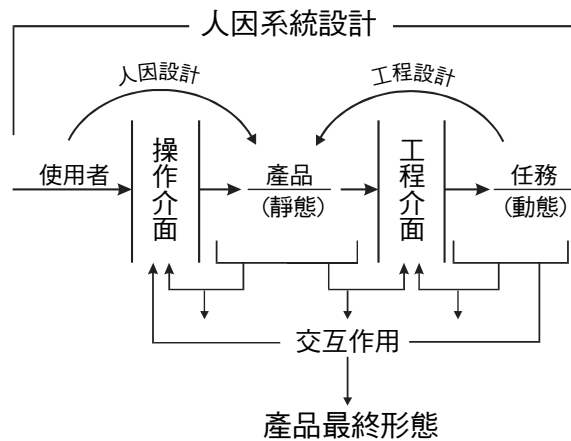 人因系統設計
人因設計
工程設計
使用者
操作介面
產品
(靜態)
工程介面
任務
(動態)
交互作用
產品最終形態